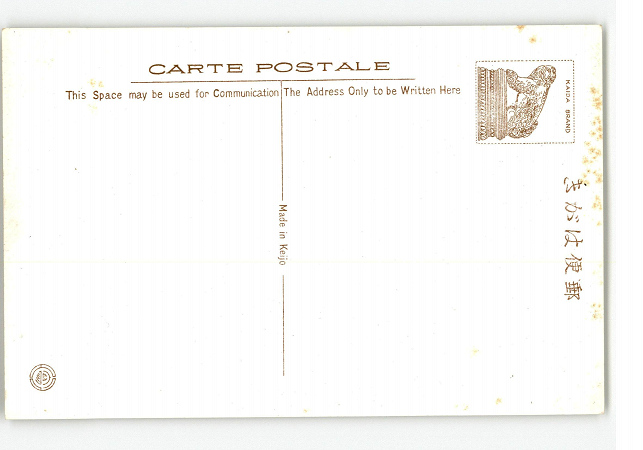 CARTE POSTALE
This Space may be used for Communication
The Address Only to be Written Here
KAIDA BRAND
Made in Keijo
きがは便郵